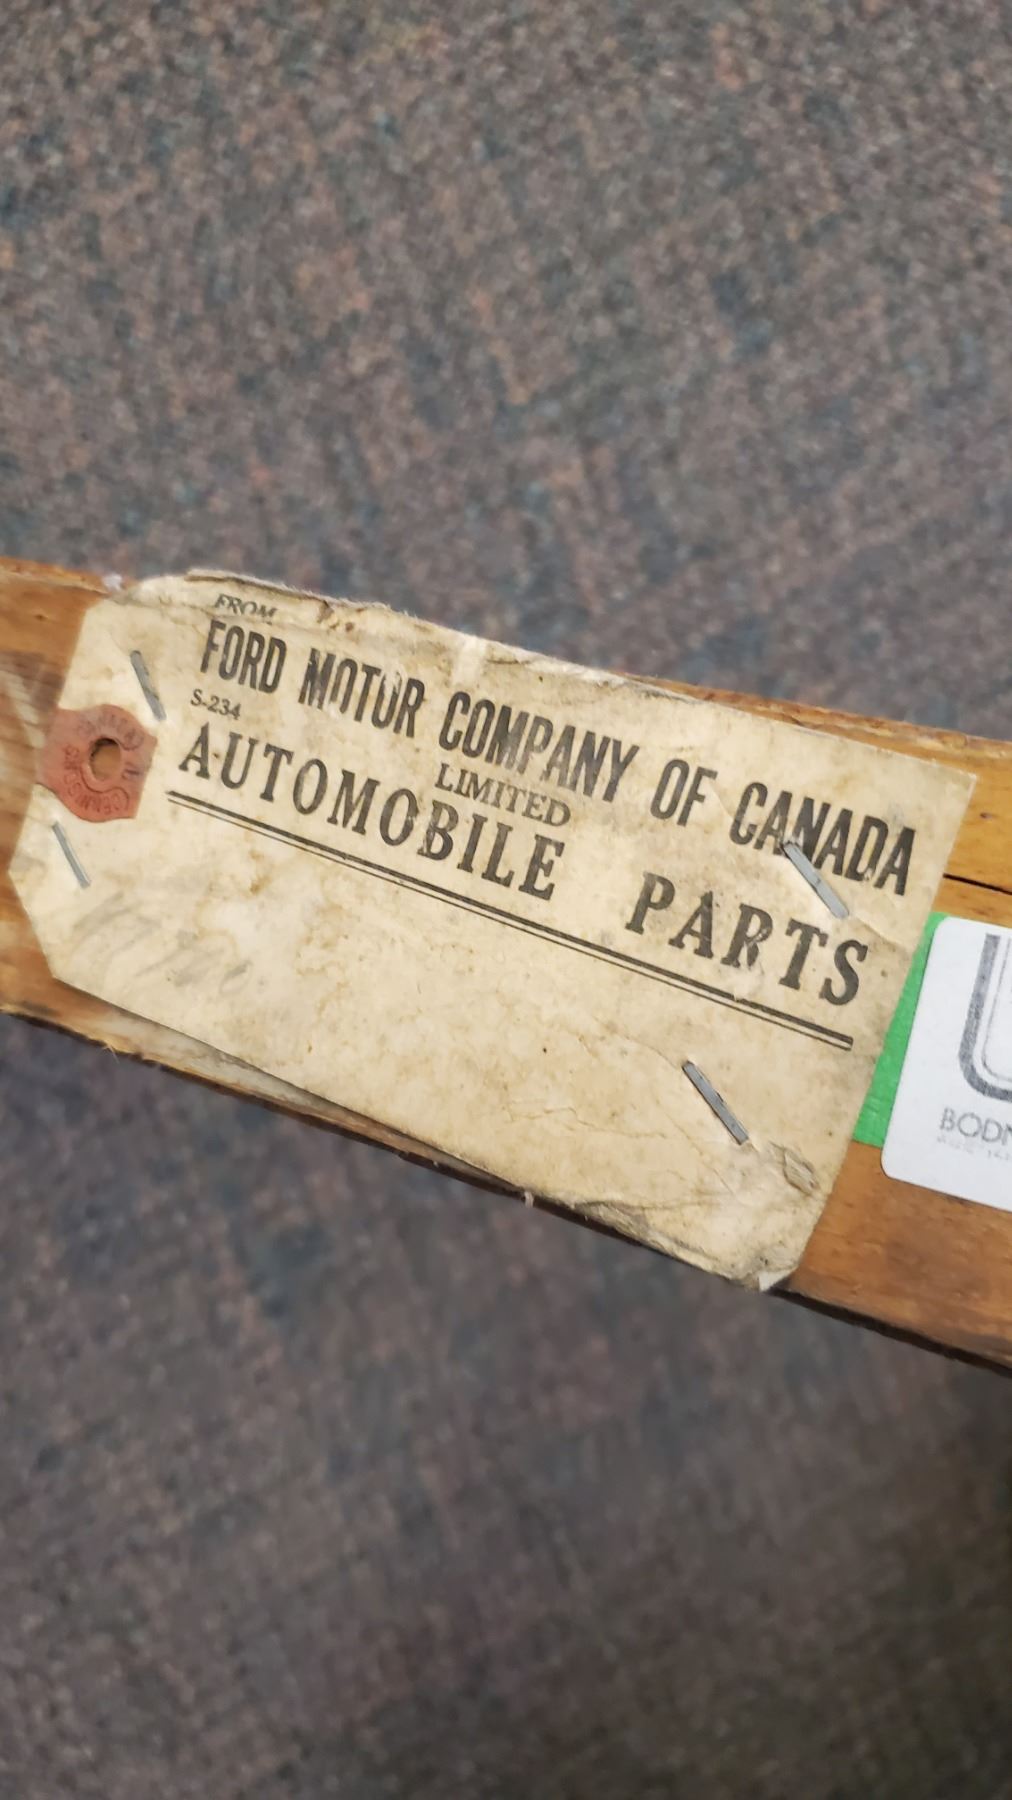 FROM
FORD MOTOR COMPANY OF CANADA
S-234
LIMITED
AUTOMOBILE PARTS
BODN